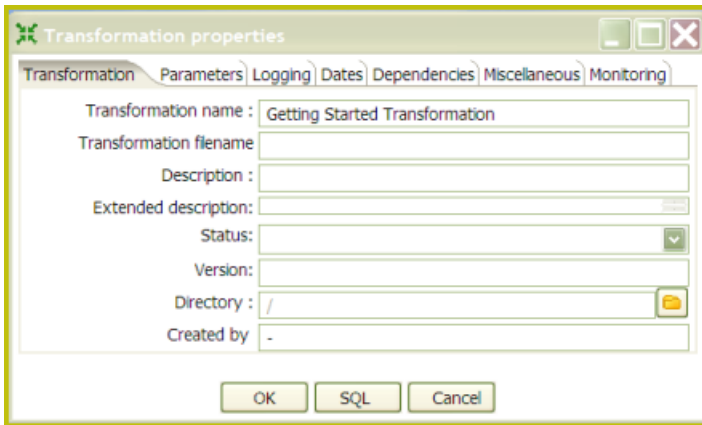 Transformation properties
Transformation Parameters Logging Dates Dependencies Miscellaneous Monitoring
Transformation name : Getting Started Transformation
Transformation filename
Description :
Extended description:
Status:
Version:
Directory : /
Created by -
OK SQL Cancel